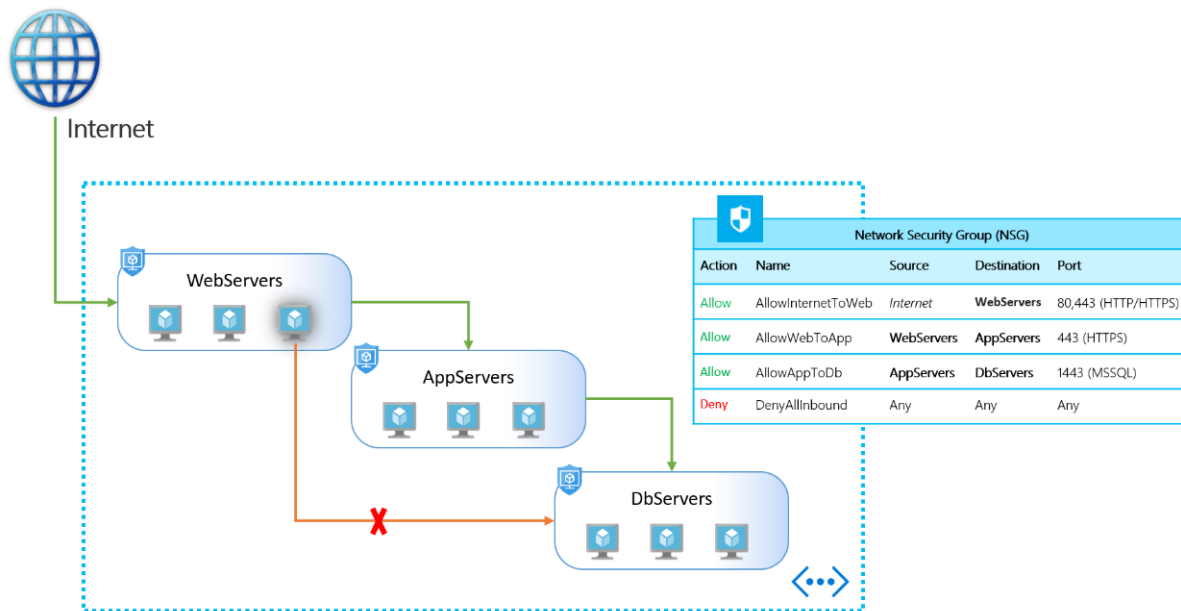 Internet
WebServers
AppServers
DbServers
Network Security Group (NSG)
Action Name Source Destination Port
Allow AllowInternetToWeb Internet WebServers 80,443 (HTTP/HTTPS)
Allow AllowWebToApp WebServers AppServers 443 (HTTPS)
Allow AllowAppToDb AppServers DbServers 1443 (MSSQL)
Deny DenyAllInbound Any Any Any